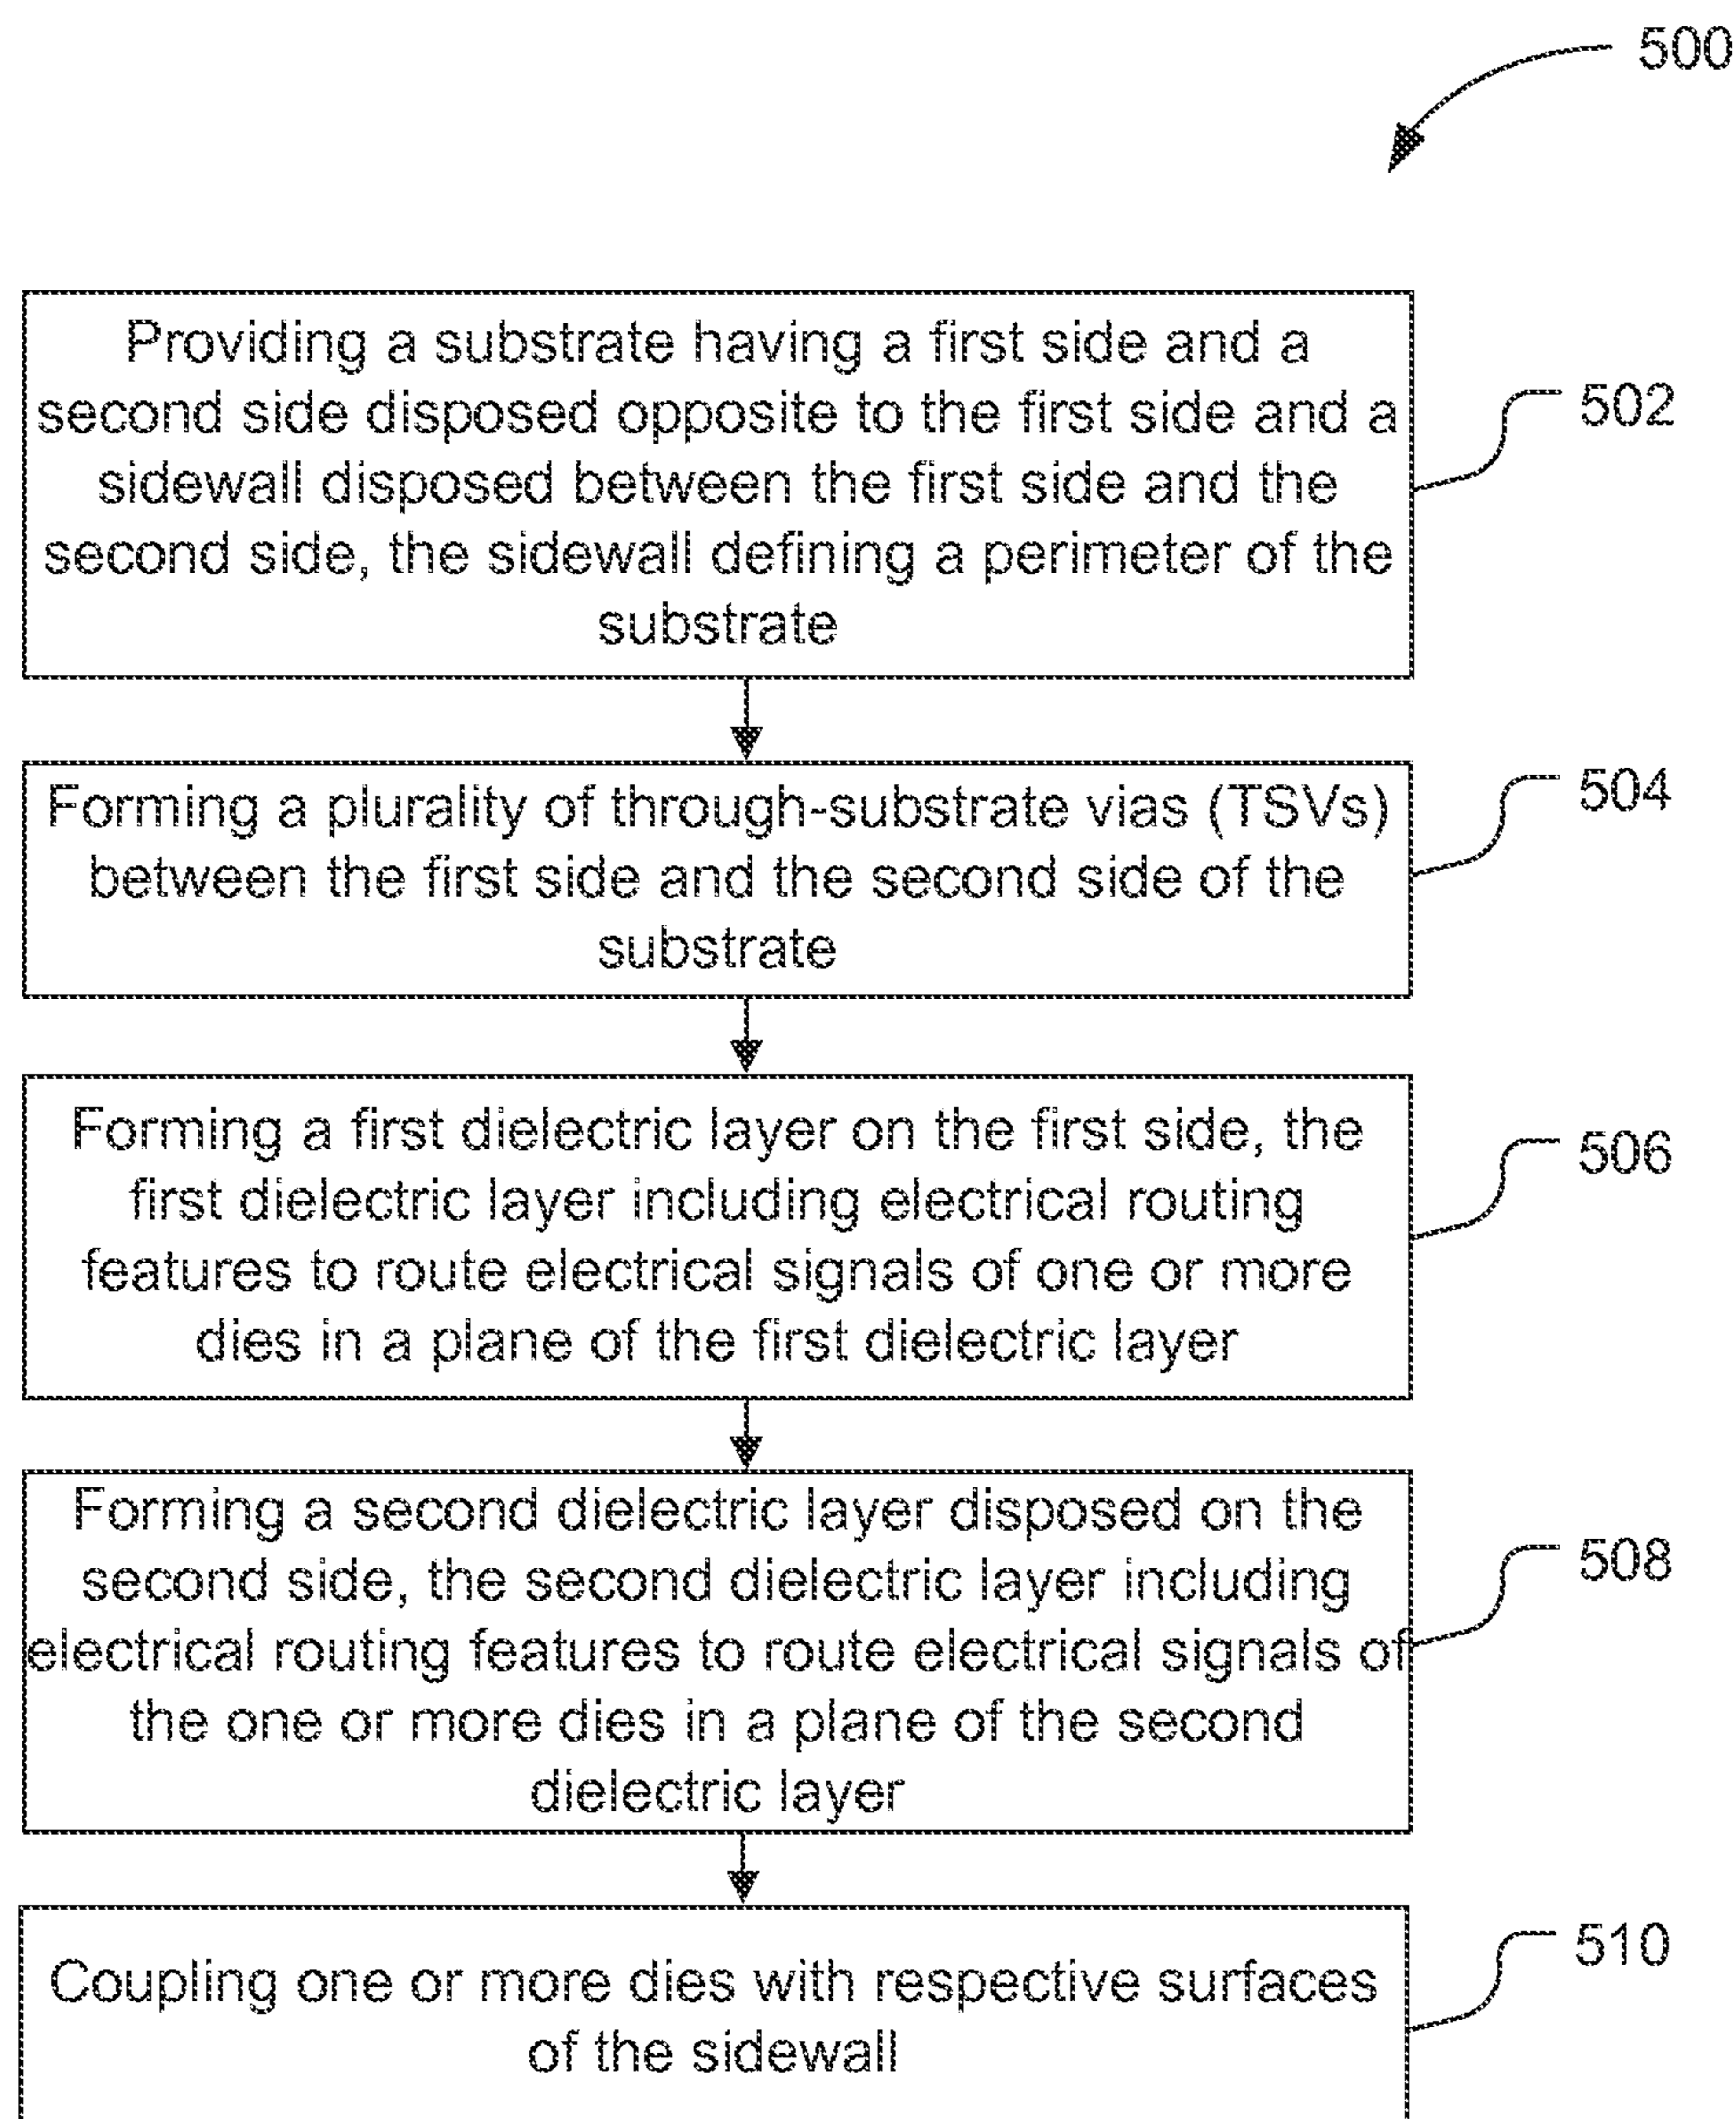 500
Providing a substrate having a first side and a
second side disposed opposite to the first side and a
sidewall disposed between the first side and the
second side, the sidewall defining a perimeter of the
substrate
502
Forming a plurality of through-substrate vias (TSVs)
between the first side and the second side of the
substrate
504
Forming a first dielectric layer on the first side, the
first dielectric layer including electrical routing
features to route electrical signals of one or more
dies in a plane of the first dielectric layer
506
Forming a second dielectric layer disposed on the
second side, the second dielectric layer including
electrical routing features to route electrical signals of
the one or more dies in a plane of the second
dielectric layer
508
Coupling one or more dies with respective surfaces
of the sidewall
510